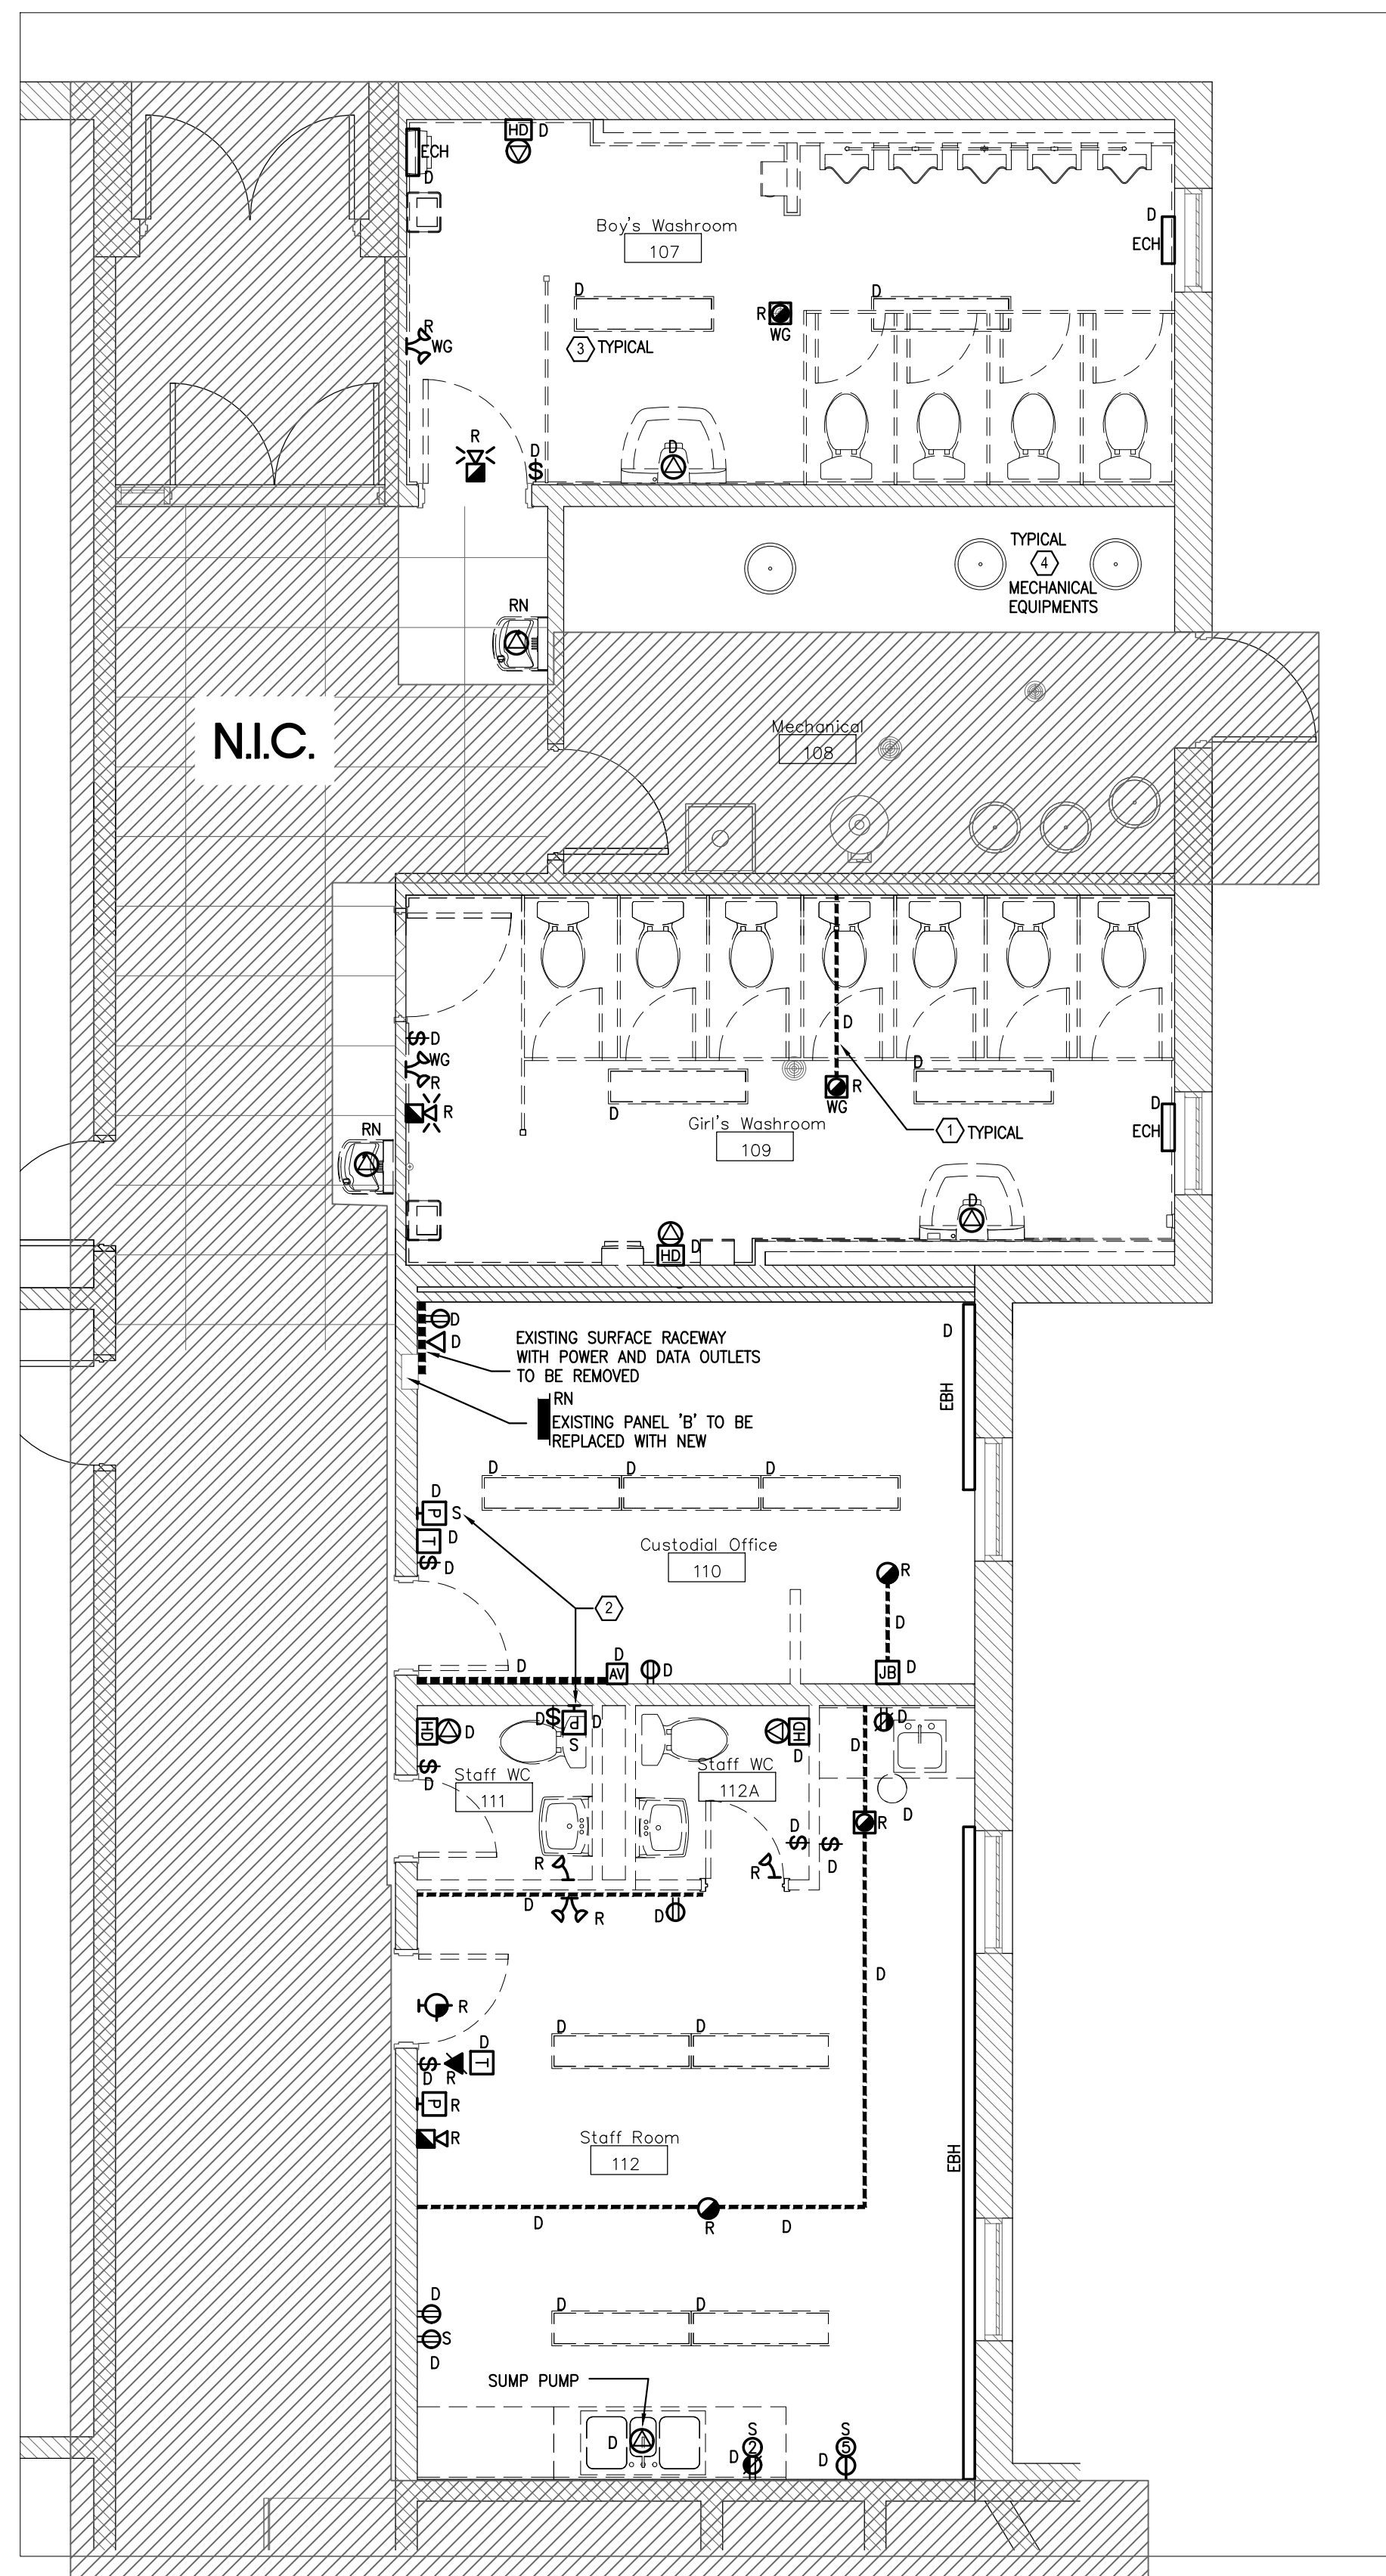 HD D
ECH
D
Boy's Washroom
107
D
ECH
D
D
R
WG
R
WG
3 TYPICAL
R
D
$
D
TYPICAL
4
MECHANICAL
EQUIPMENTS
RN
N.I.C.
Mechanical
108
$ D
WG
R
R
D
D
D
R
WG
D
D
ECH
1 TYPICAL
Girl's Washroom
109
RN
D
HD
D
D
D
EXISTING SURFACE RACEWAY
WITH POWER AND DATA OUTLETS
TO BE REMOVED
RN
EXISTING PANEL 'B' TO BE
REPLACED WITH NEW
D
EBH
D
D
D
D
P S
T D
$ D
Custodial Office
110
R
D
2
D
D
AV
D
JB D
HD D
D $
P D
S
HD
D
D
D
$
D
Staff WC
111
Staff WC
112A
D
R
D
$
$
D
R
R
D
R
D
D
R
D
D
D
$
R
T
P R
R
Staff Room
112
EBH
D
R
D
D
S
D
D
D
SUMP PUMP
D
S
2
D
S
5
D